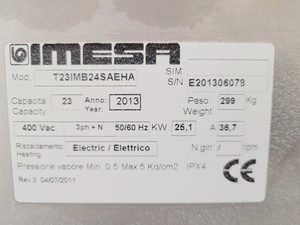 IMESA
Mod. T23IMB24SAEHA SIM
S/N E201306078
Capacità Capacity 23 Anno: Year: 2013 Peso: Weight 299 Kg
400 Vac 3ph + N 50/60 Hz KW 25,1 A 36,7
Riscaldamento Heating Electric / Elettrico N giri / rpm
Pressione vapore Min. 0.5 Max 5 Kg/cm2 IPX4 CE
Rev.3 04/07/2011